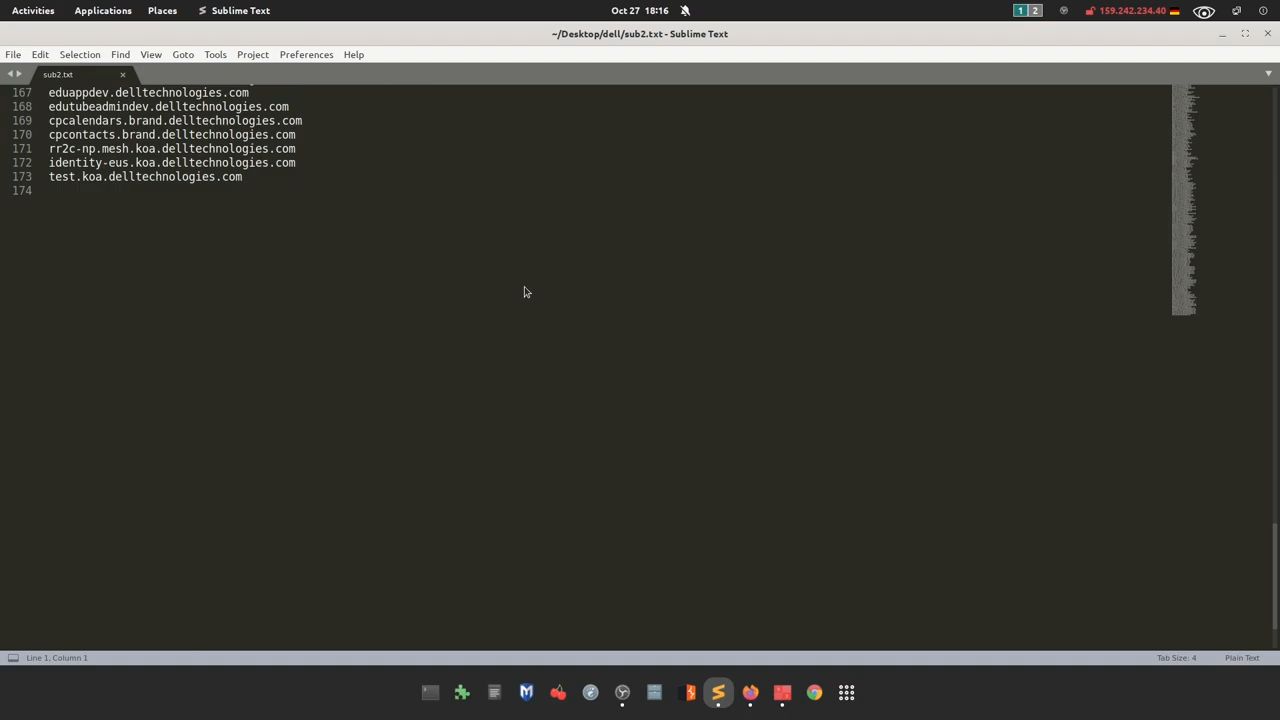 Activities Applications Places Sublime Text Oct 27 18:16 1 2 159.242.234.40
~/Desktop/dell/sub2.txt - Sublime Text
File Edit Selection Find View Goto Tools Project Preferences Help
sub2.txt
167 eduappdev.delltechnologies.com
168 edutubeadmindev.delltechnologies.com
169 cpcalendars.brand.delltechnologies.com
170 cpcontacts.brand.delltechnologies.com
171 rr2c-np.mesh.koa.delltechnologies.com
172 identity-eus.koa.delltechnologies.com
173 test.koa.delltechnologies.com
174
Line 1, Column 1 Tab Size: 4 Plain Text